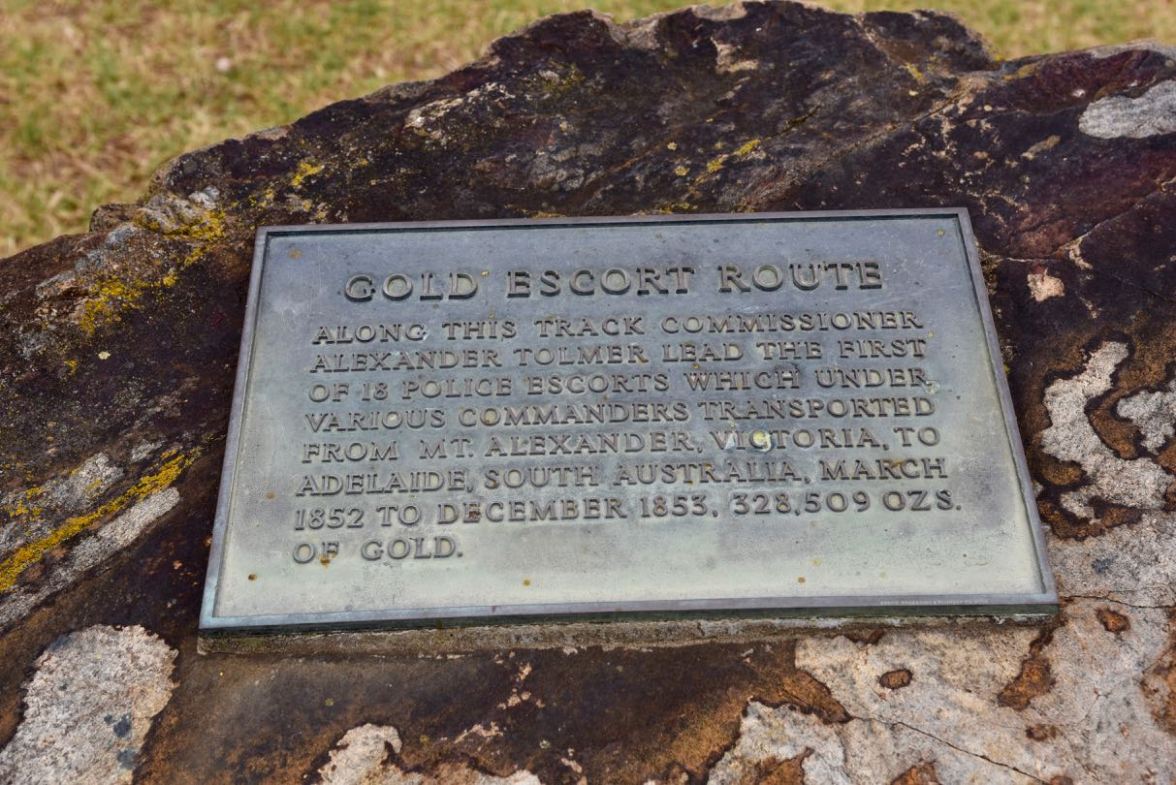 GOLD ESCORT ROUTE
ALONG THIS TRACK COMMISSIONER
ALEXANDER TOLMER LEAD THE FIRST
OF 18 POLICE ESCORTS WHICH UNDER
VARIOUS COMMANDERS TRANSPORTED
FROM MT. ALEXANDER, VICTORIA, TO
ADELAIDE, SOUTH AUSTRALIA, MARCH
1852 TO DECEMBER 1853, 328,509 OZS.
OF GOLD.